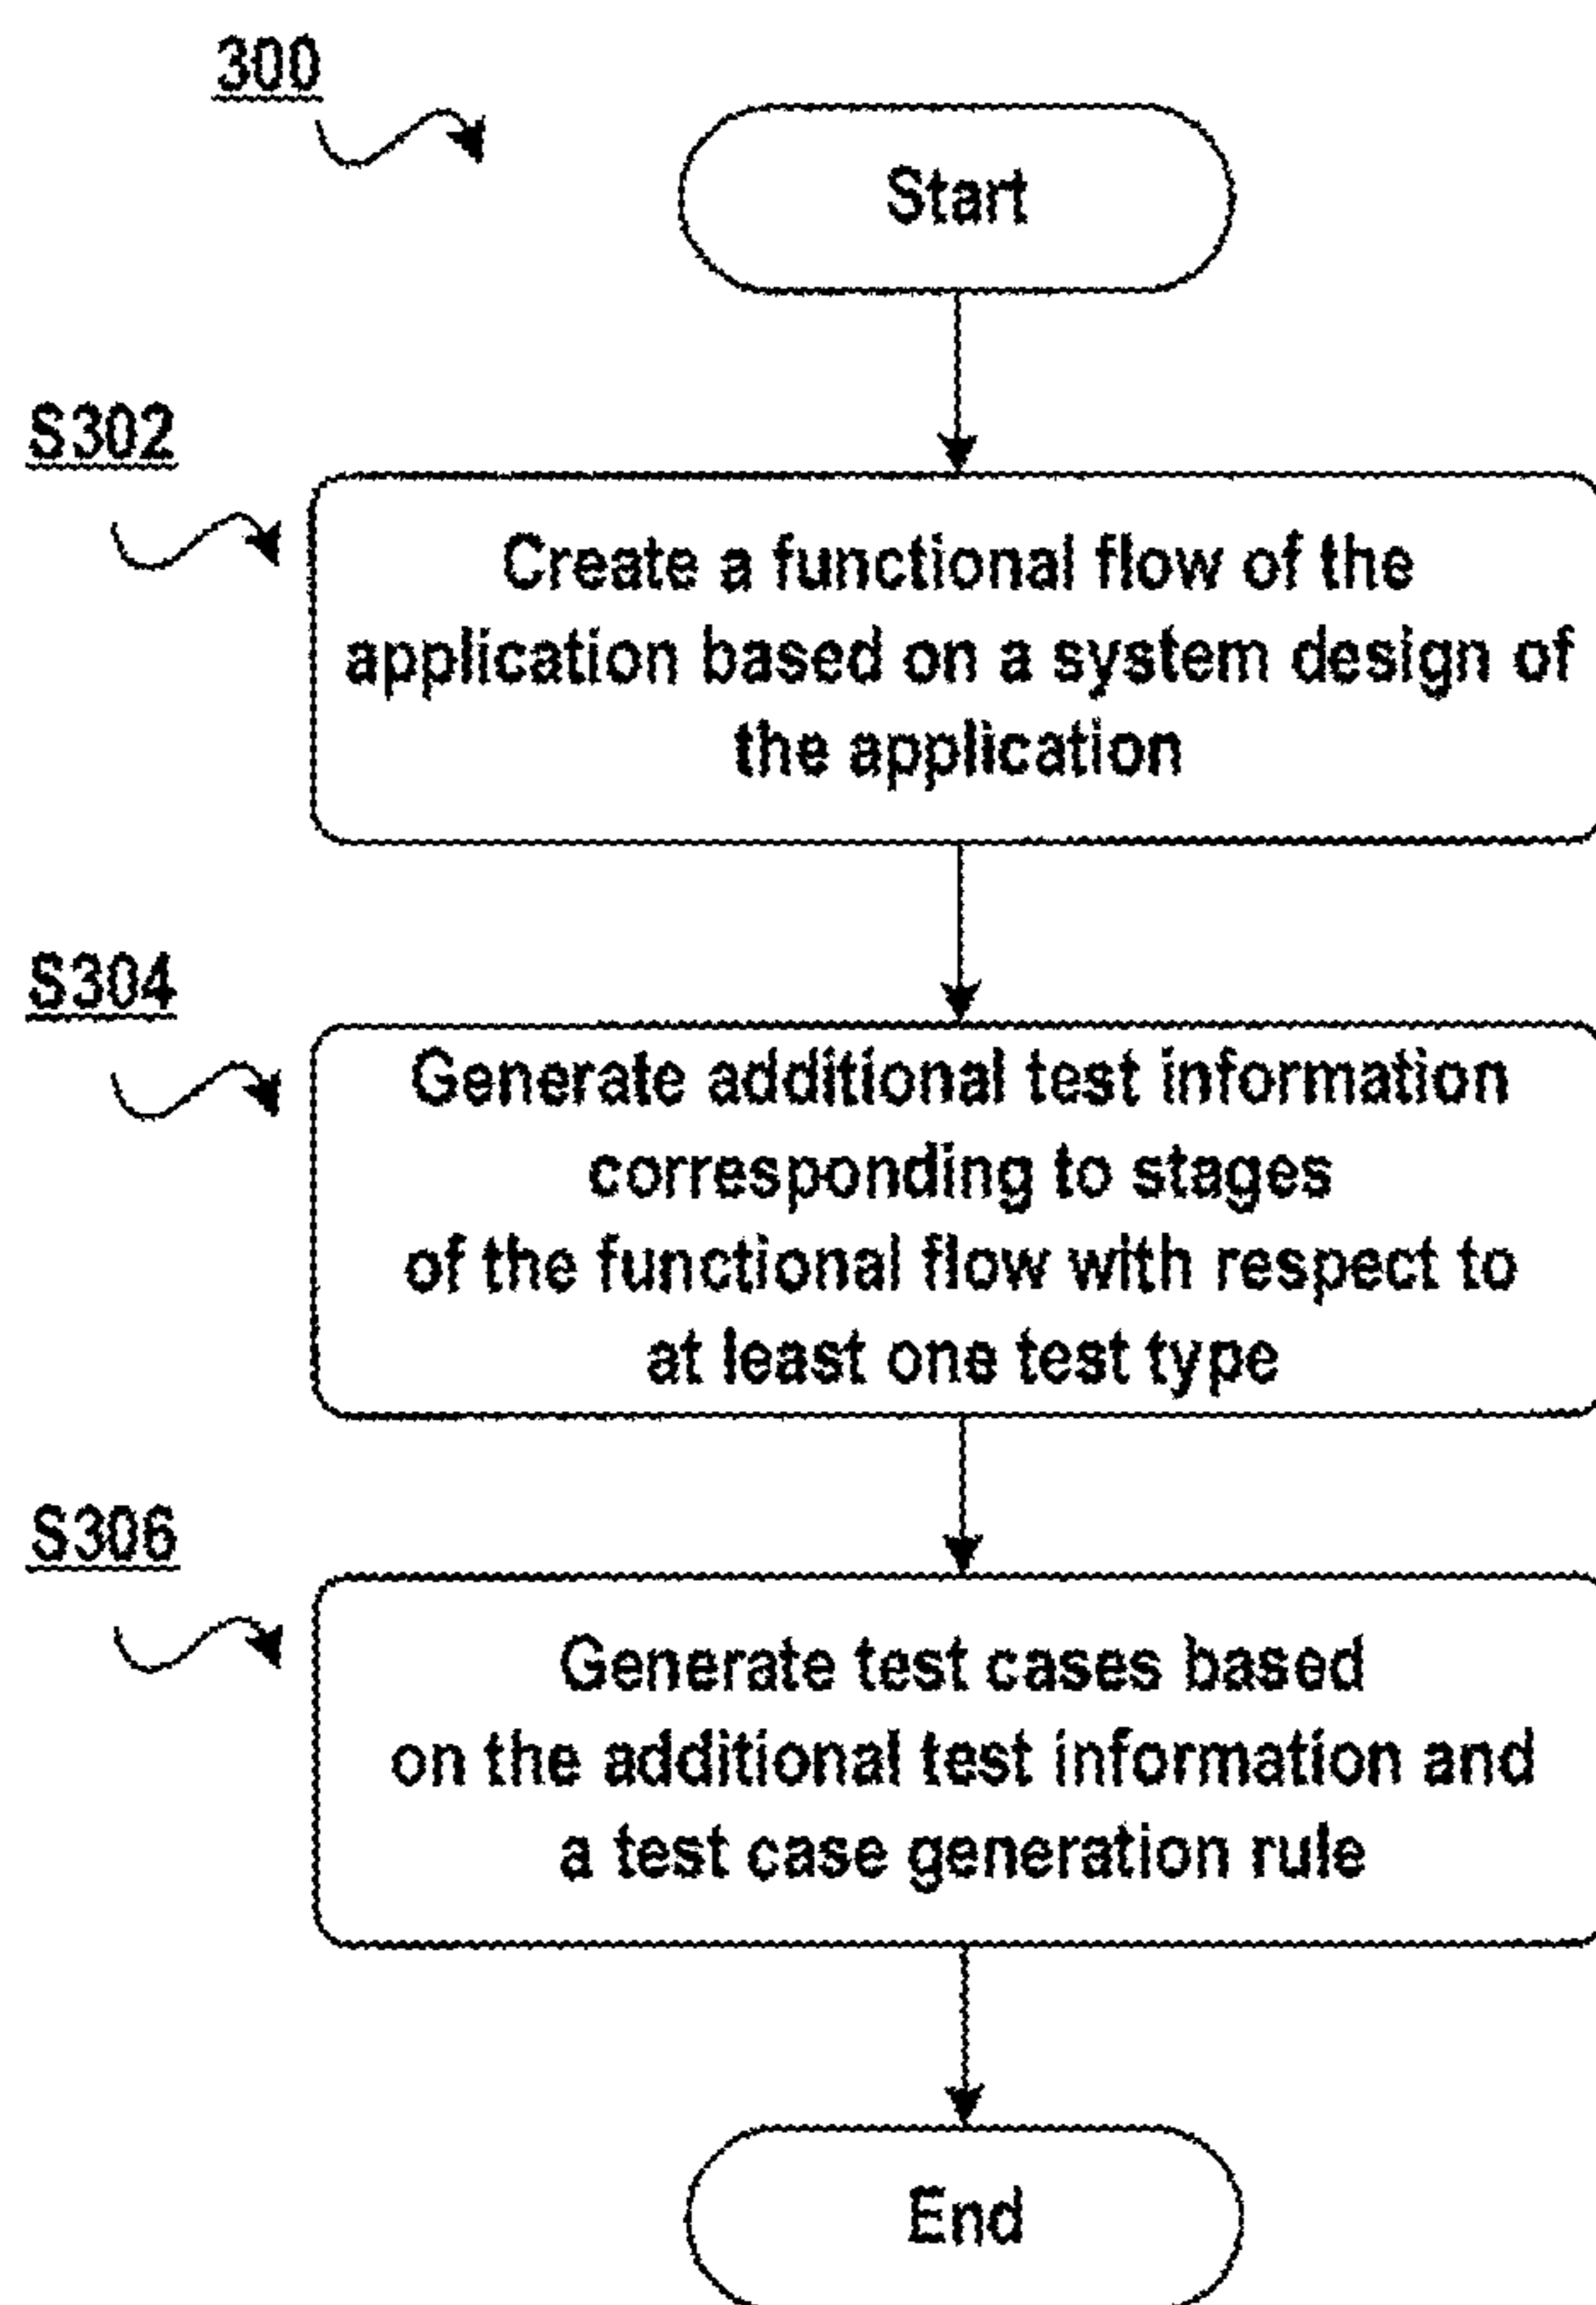 300
Start
S302
Create a functional flow of the
application based on a system design of
the application
S304
Generate additional test information
corresponding to stages
of the functional flow with respect to
at least one test type
S306
Generate test cases based
on the additional test information and
a test case generation rule
End